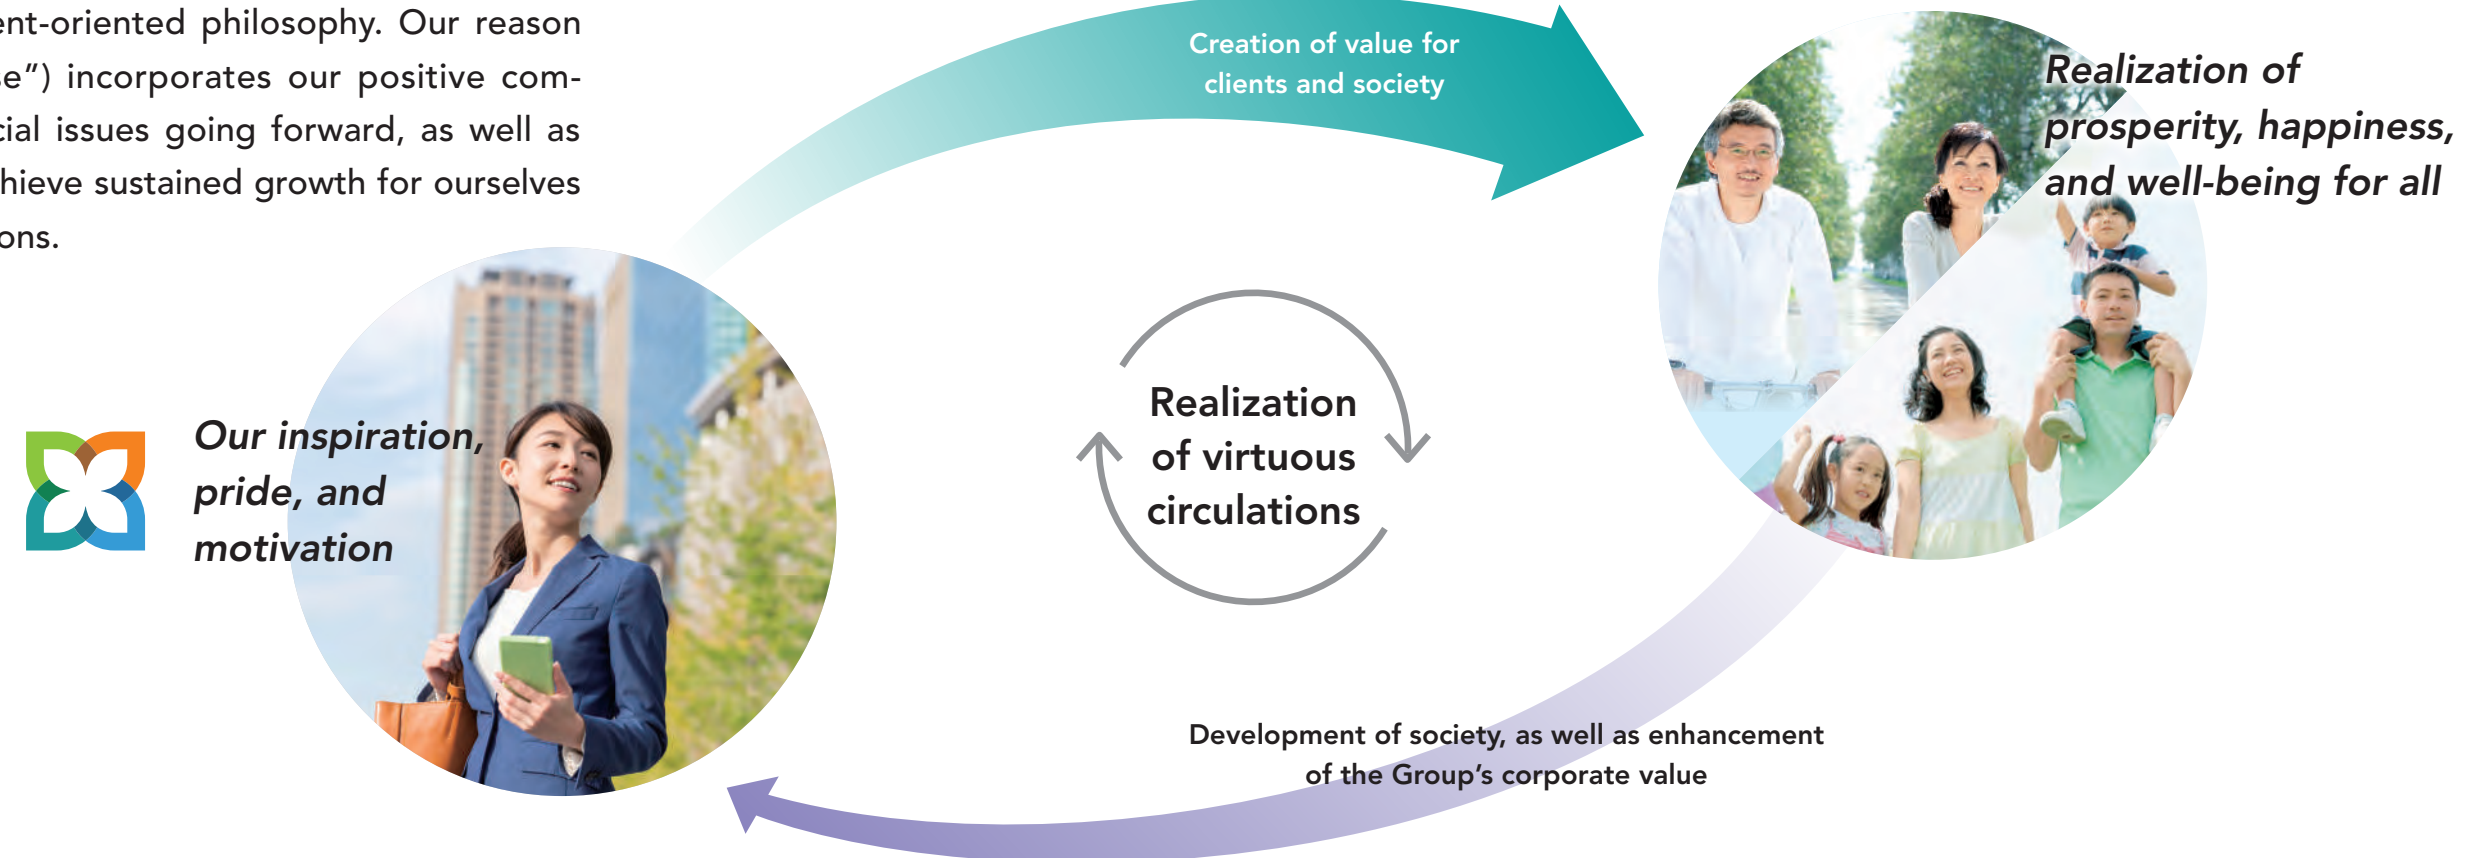 ent-oriented philosophy. Our reason
se”) incorporates our positive com-
cial issues going forward, as well as
hieve sustained growth for ourselves
ons.
Creation of value for
clients and society
Realization of
prosperity, happiness,
and well-being for all
Our inspiration,
pride, and
motivation
Realization
of virtuous
circulations
Development of society, as well as enhancement
of the Group’s corporate value